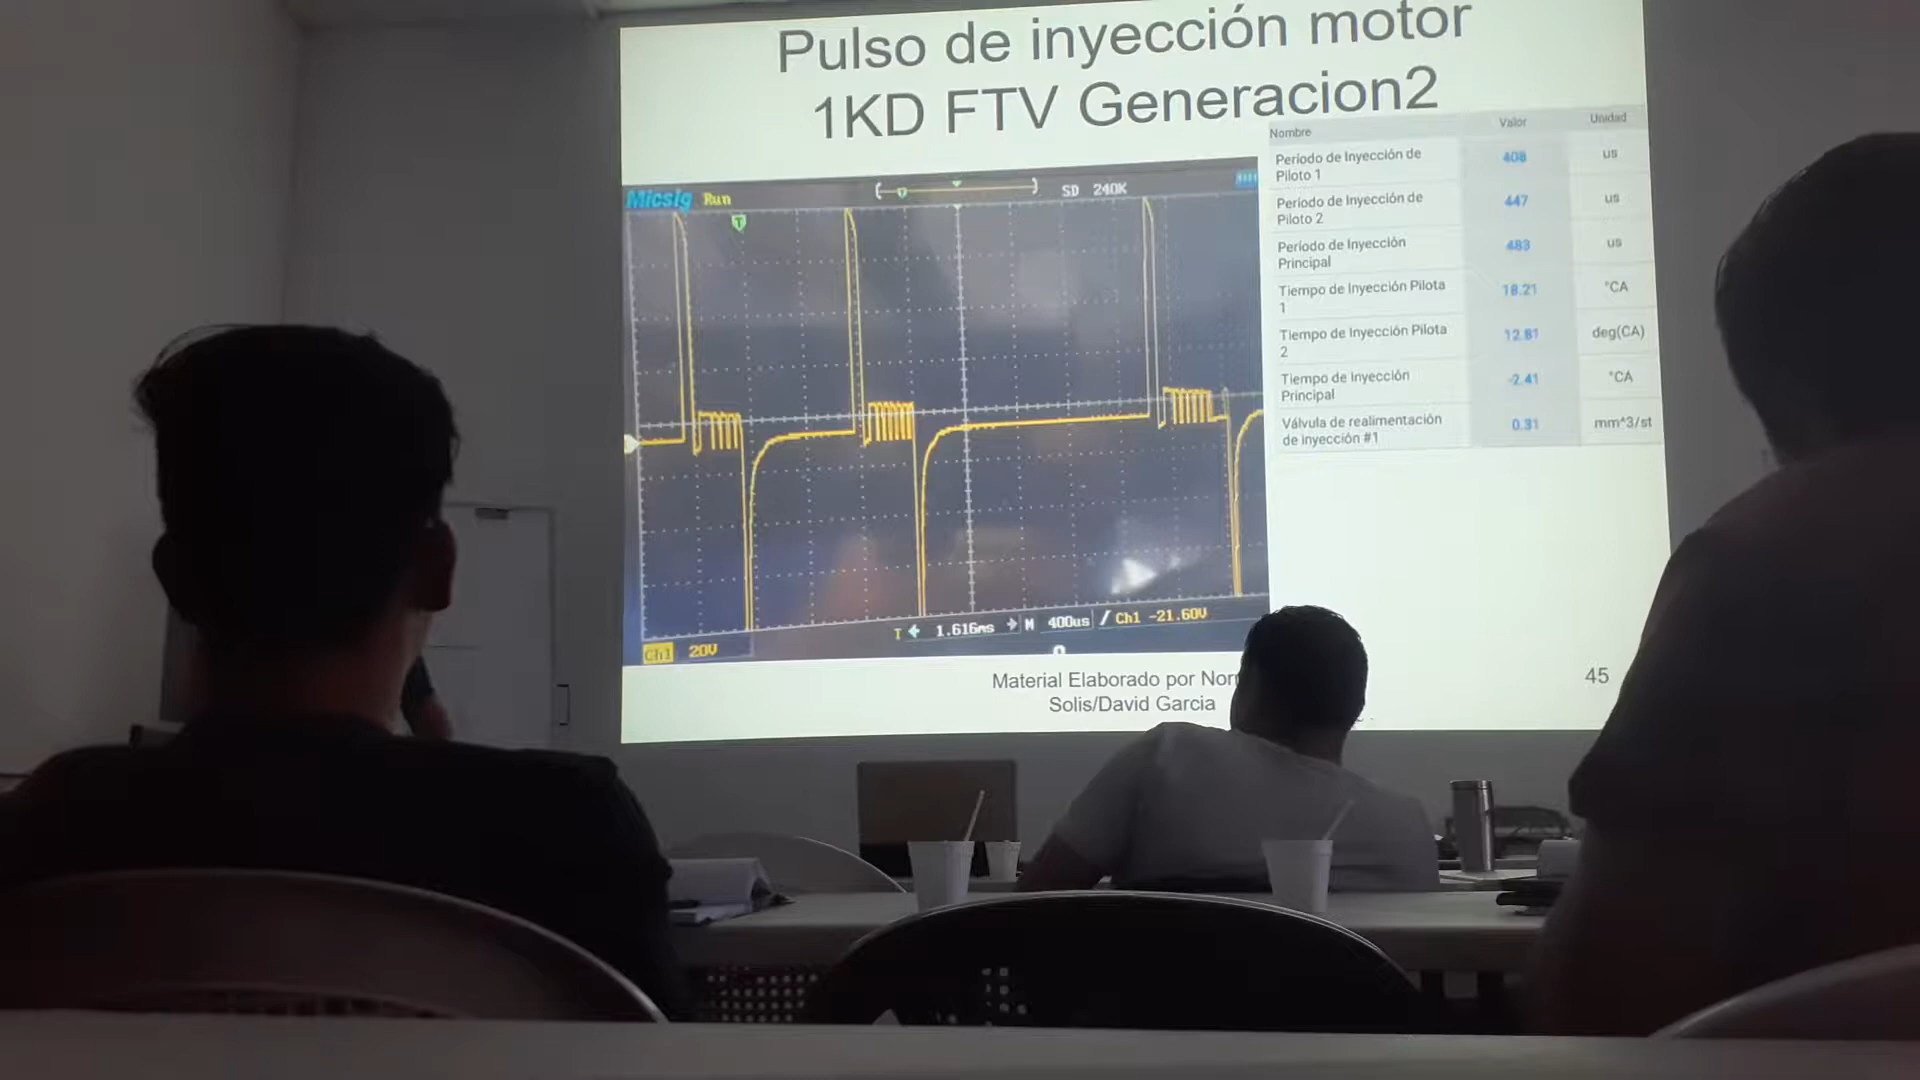 Pulso de inyección motor
1KD FTV Generacion2
Nombre Valor Unidad
Período de Inyección de
Piloto 1
408 us
Período de Inyección de
Piloto 2
447 us
Período de Inyección
Principal
483 us
Tiempo de Inyección Pilota
1
18.21 °CA
Tiempo de Inyección Pilota
2
12.81 deg(CA)
Tiempo de Inyección
Principal
-2.41 °CA
Válvula de realimentación
de inyección #1
0.31 mm^3/st
Micsig Run SD 240K
T
T 1.616ms M 400us Ch1 -21.60V
Ch1 20V
Material Elaborado por
Solis/David Garcia
45